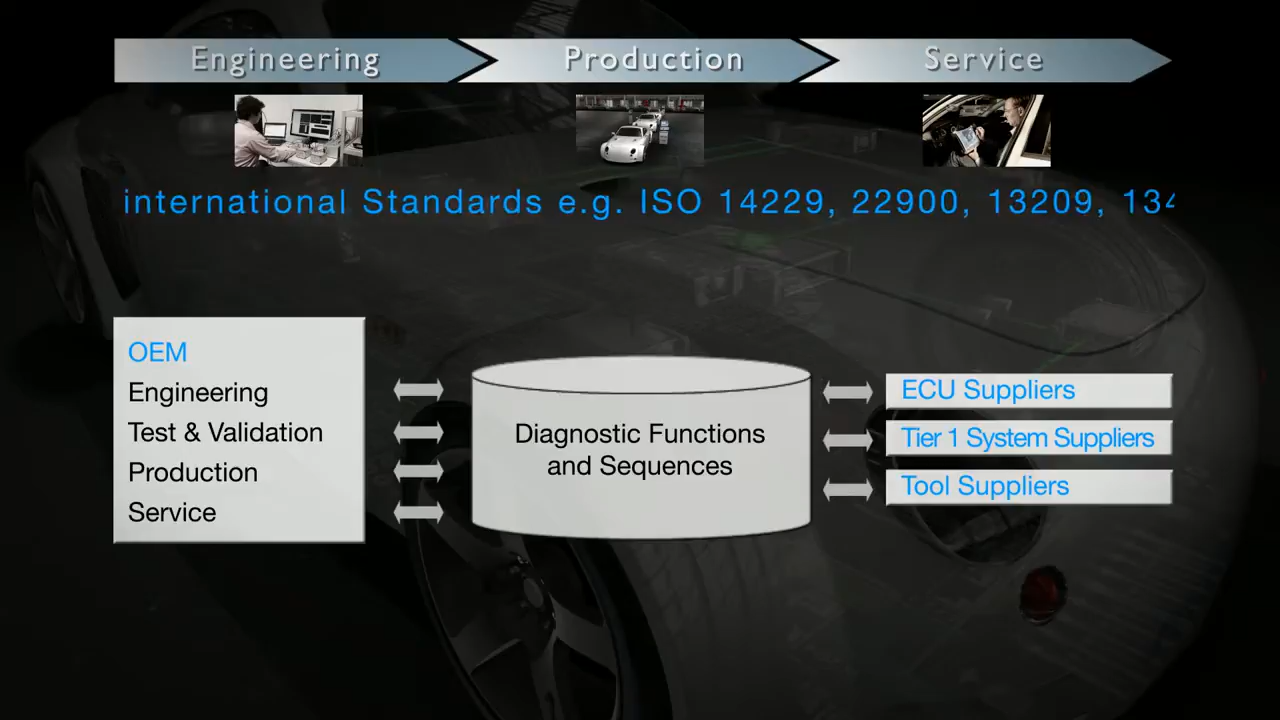 Engineering
Production
Service
international Standards e.g. ISO 14229, 22900, 13209,
OEM
Engineering
Test & Validation
Production
Service
Diagnostic Functions
and Sequences
ECU Suppliers
Tier 1 System Suppliers
Tool Suppliers